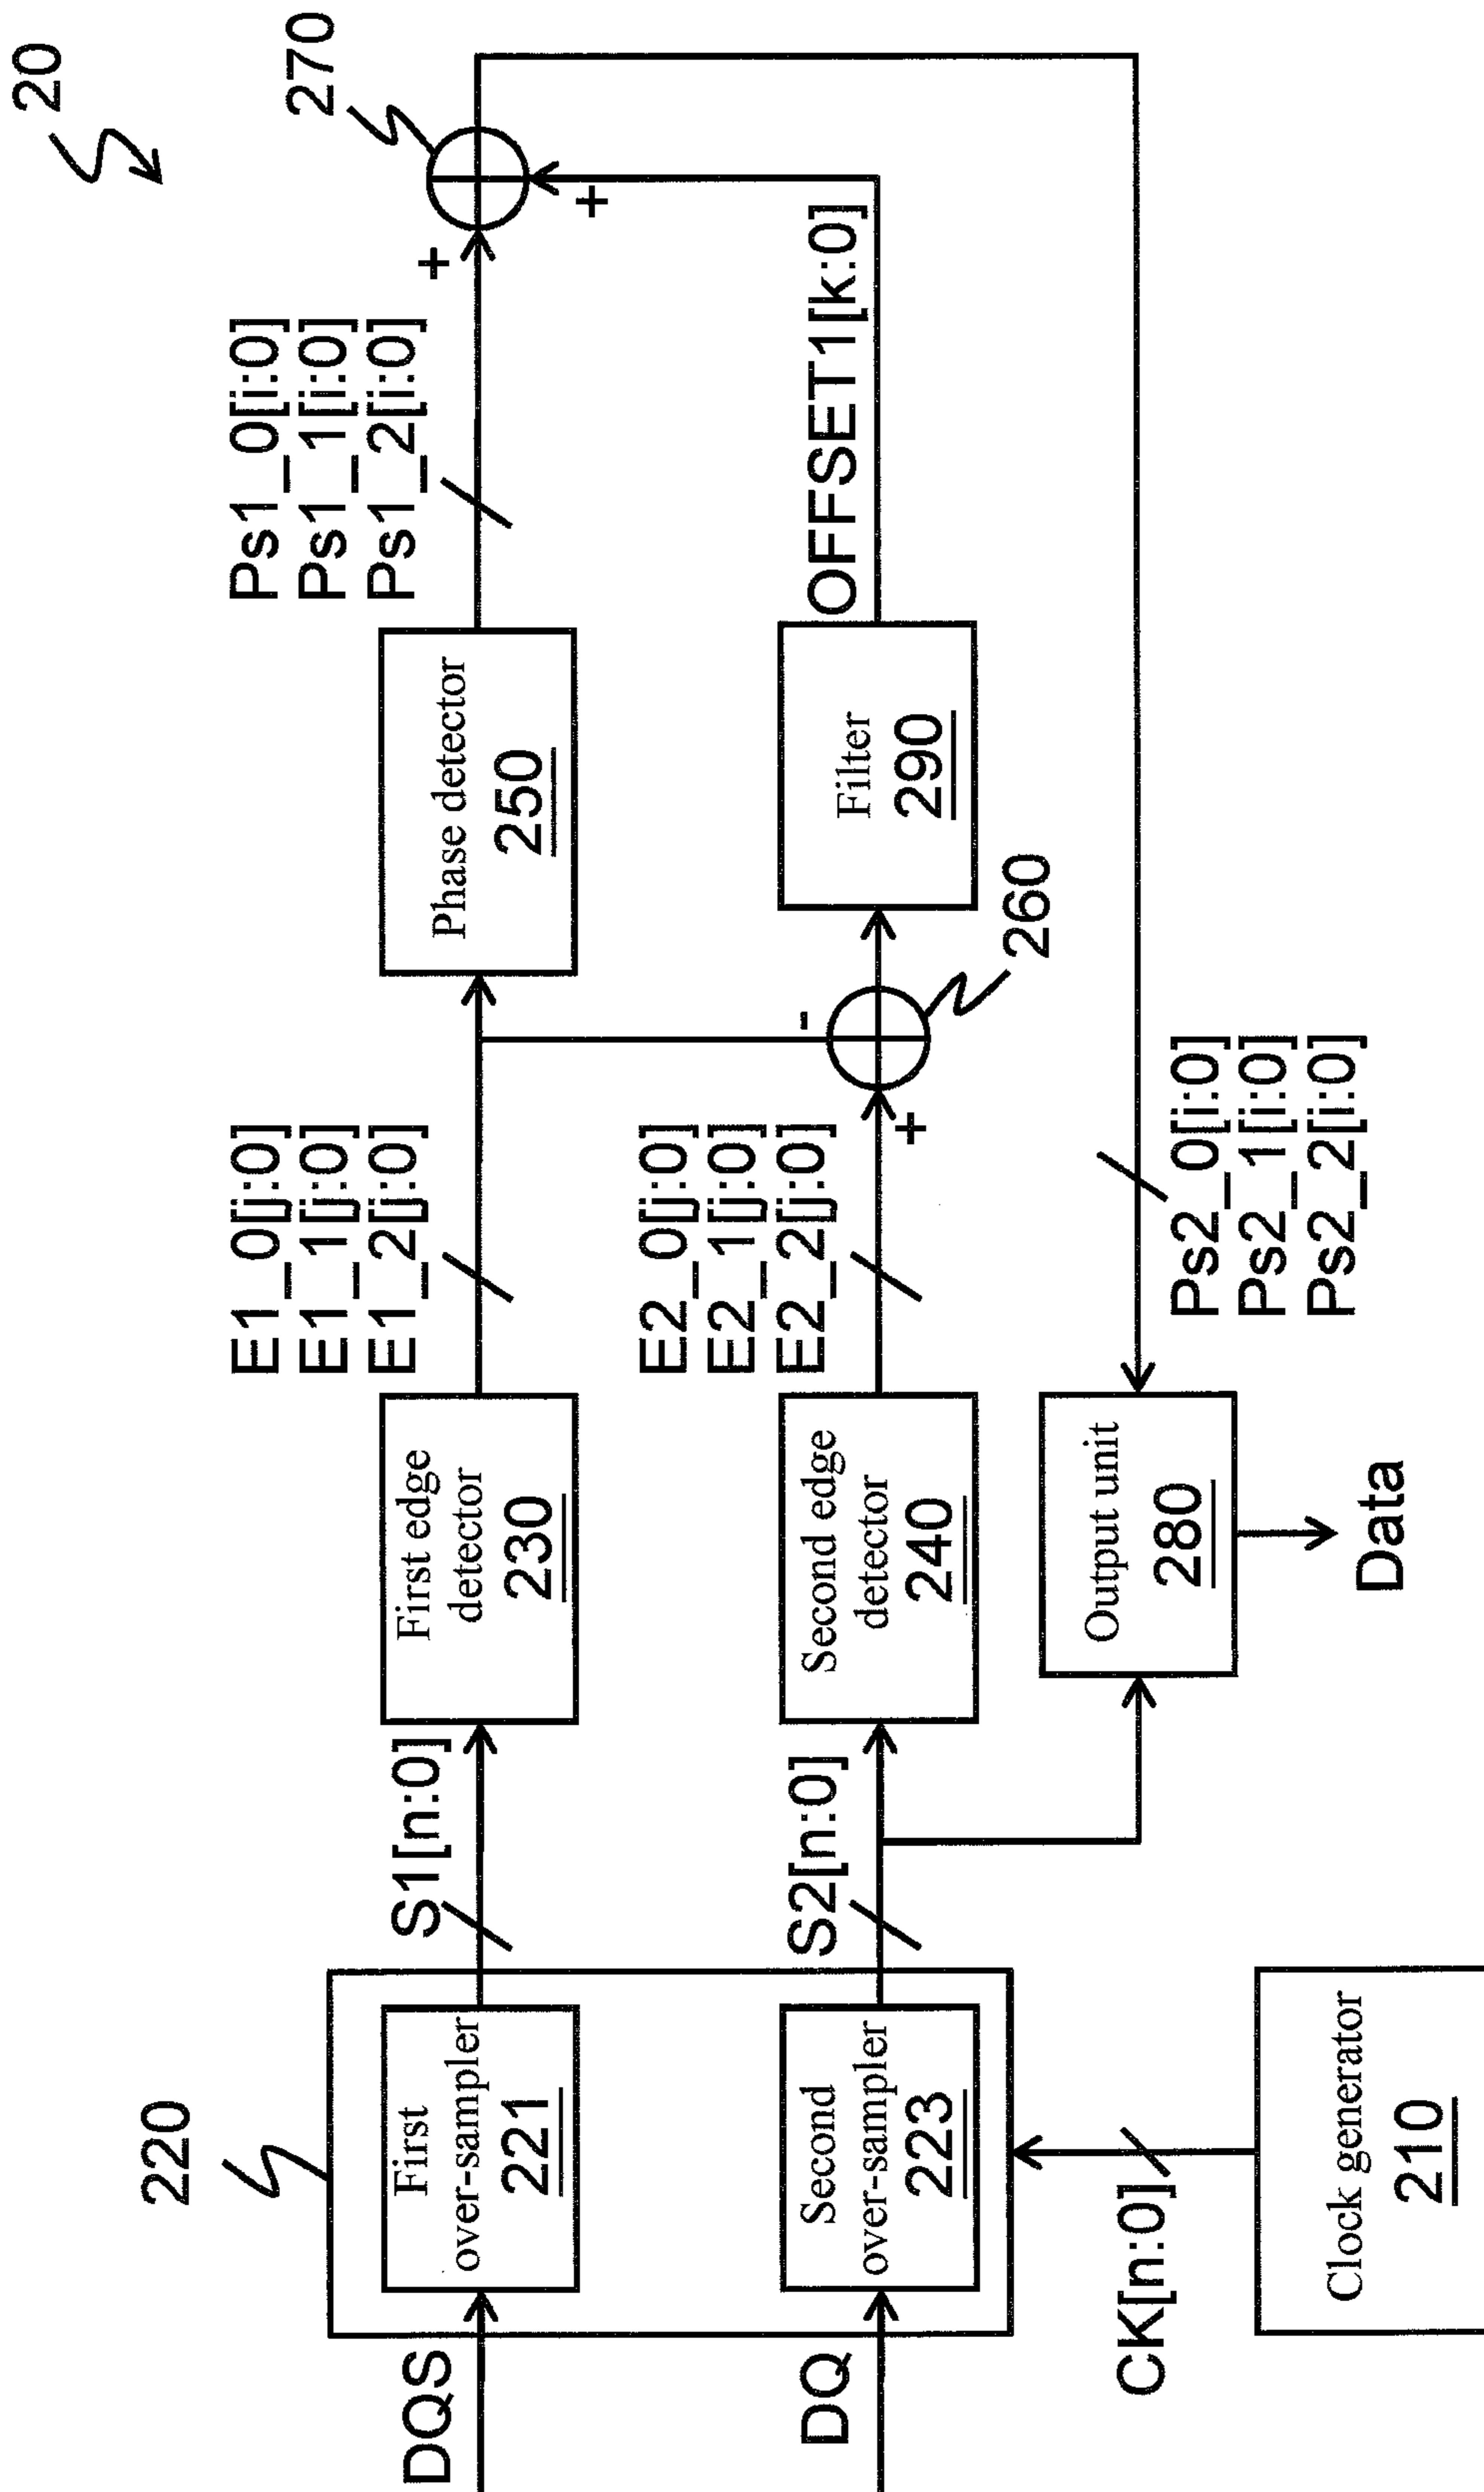 20
270
220
Ps1_0[i:0]
Ps1_1[i:0]
Ps1_2[i:0]
+
+
E1_0[j:0]
E1_1[j:0]
E1_2[j:0]
S1[n:0]
DQS
First
over-sampler
221
First edge
detector
230
Phase detector
250
OFFSET1[k:0]
E2_0[j:0]
E2_1[j:0]
E2_2[j:0]
-
+
S2[n:0]
DQ
Second
over-sampler
223
Second edge
detector
240
Filter
290
260
Ps2_0[i:0]
Ps2_1[i:0]
Ps2_2[i:0]
Output unit
280
Data
CK[n:0]
Clock generator
210